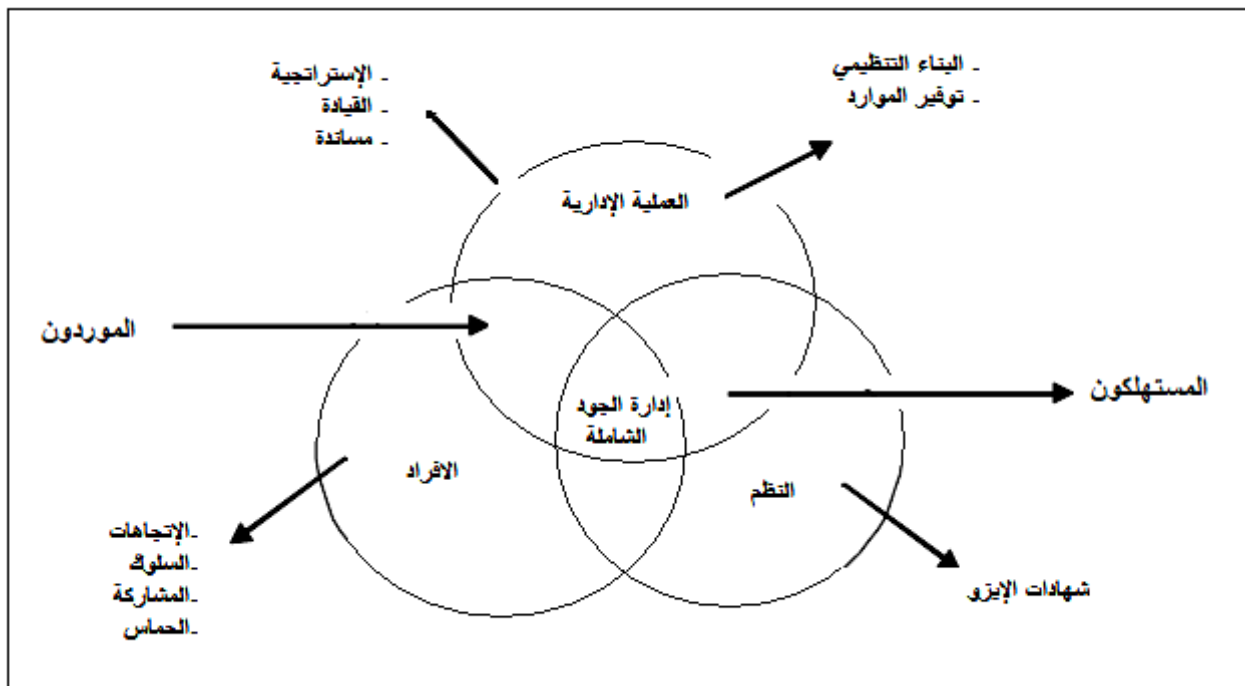 - البناء التنظيمي
- توفير الموارد
- الإستراتجية
- القيادة
- مساندة
العملية الإدارية
الموردون
المستهلكون
إدارة الجود
الشاملة
الافراد
النظم
-الإتجاهات
-السلوك
-المشاركة
-الحماس
شهادات الإيزو